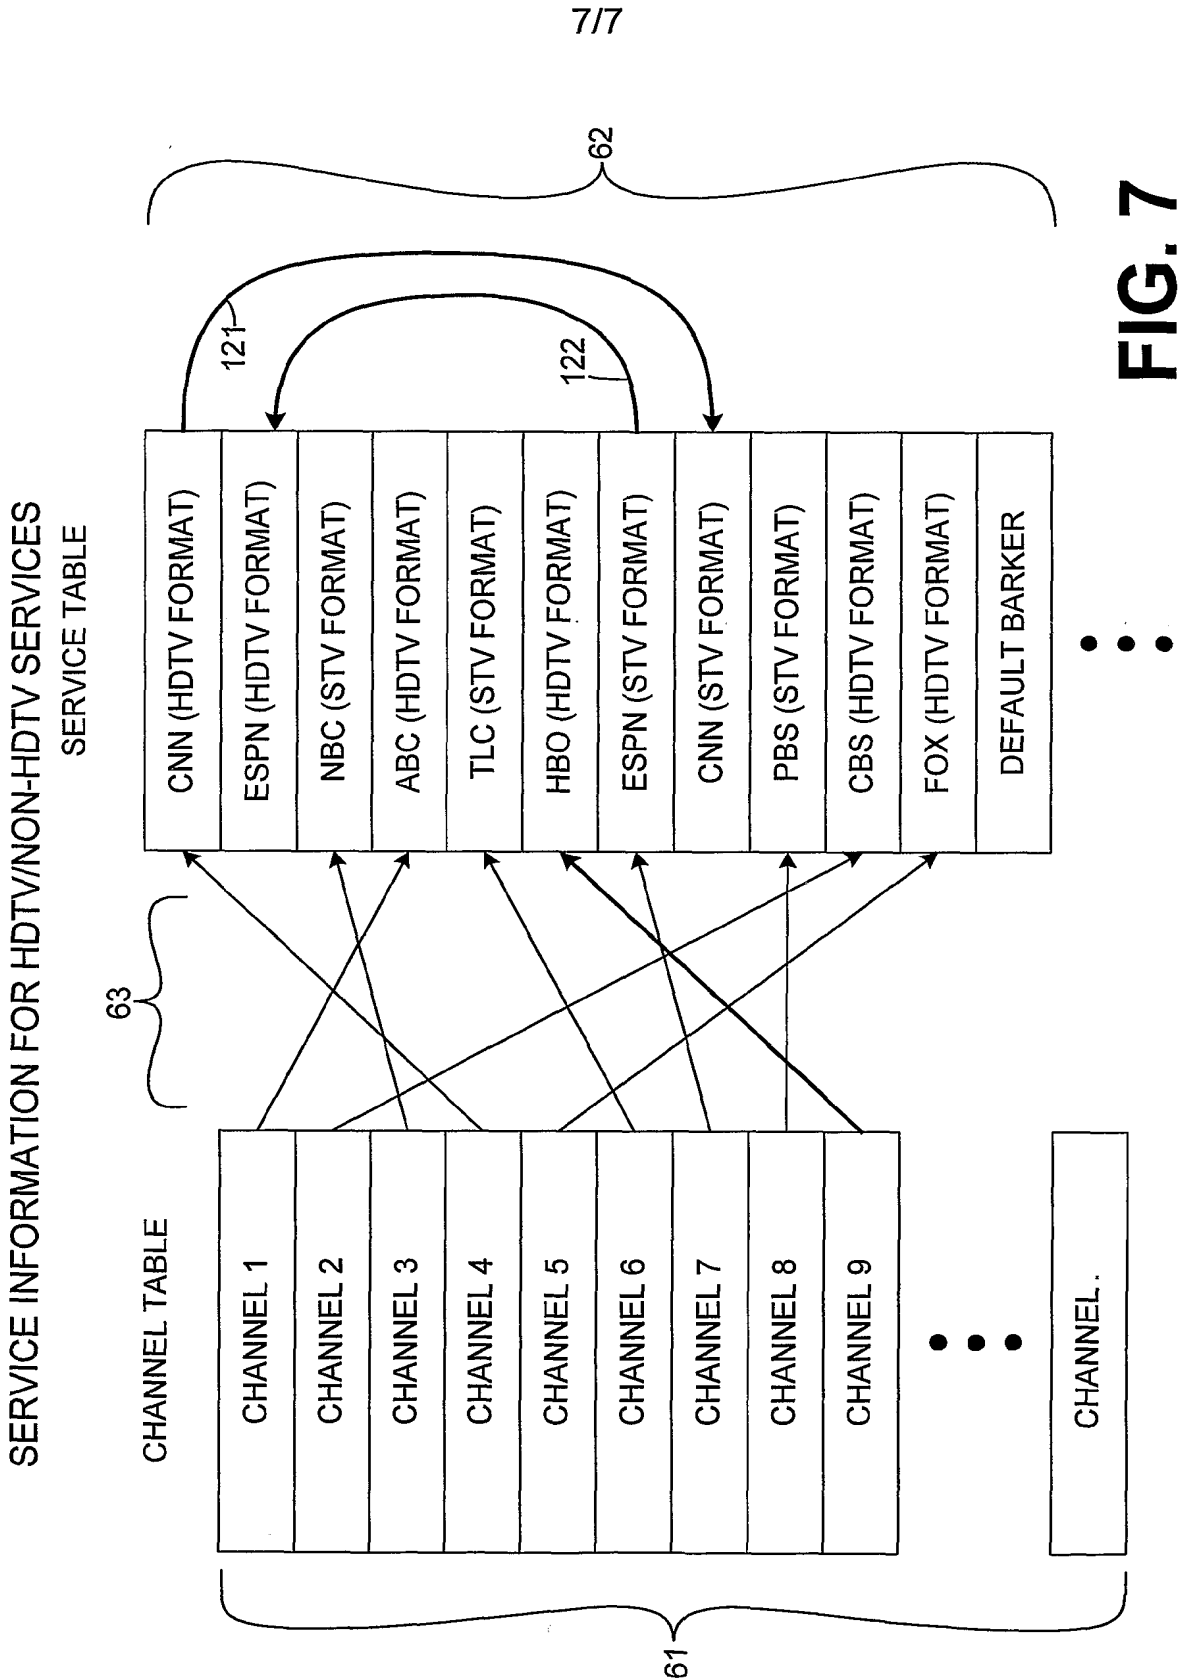 7/7
SERVICE INFORMATION FOR HDTV/NON-HDTV SERVICES
CHANNEL TABLE
CHANNEL 1
CHANNEL 2
CHANNEL 3
CHANNEL 4
CHANNEL 5
CHANNEL 6
CHANNEL 7
CHANNEL 8
CHANNEL 9
CHANNEL .
61
63
SERVICE TABLE
CNN (HDTV FORMAT)
ESPN (HDTV FORMAT)
NBC (STV FORMAT)
ABC (HDTV FORMAT)
TLC (STV FORMAT)
HBO (HDTV FORMAT)
ESPN (STV FORMAT)
CNN (STV FORMAT)
PBS (STV FORMAT)
CBS (HDTV FORMAT)
FOX (HDTV FORMAT)
DEFAULT BARKER
121
122
62
FIG. 7